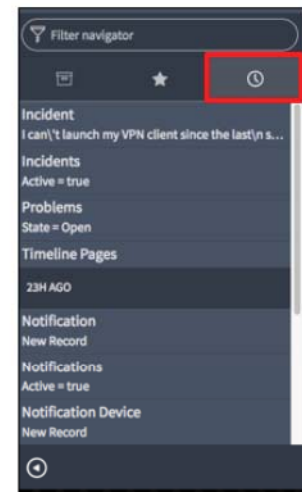 Filter navigator
Incident
I can\'t launch my VPN client since the last\n s...
Incidents
Active = true
Problems
State = Open
Timeline Pages
23H AGO
Notification
New Record
Notifications
Active = true
Notification Device
New Record